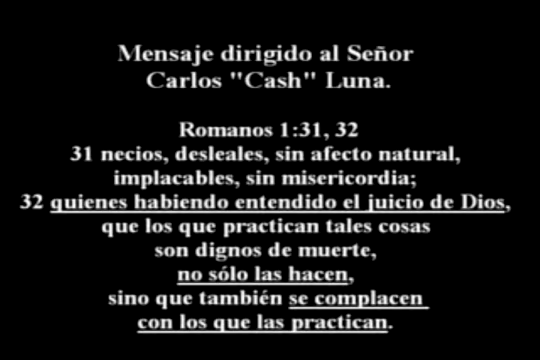 Mensaje dirigido al Señor
Carlos "Cash" Luna.
Romanos 1:31, 32
31 necios, desleales, sin afecto natural,
implacables, sin misericordia;
32 quienes habiendo entendido el juicio de Dios,
que los que practican tales cosas
son dignos de muerte,
no sólo las hacen,
sino que también se complacen
con los que las practican.